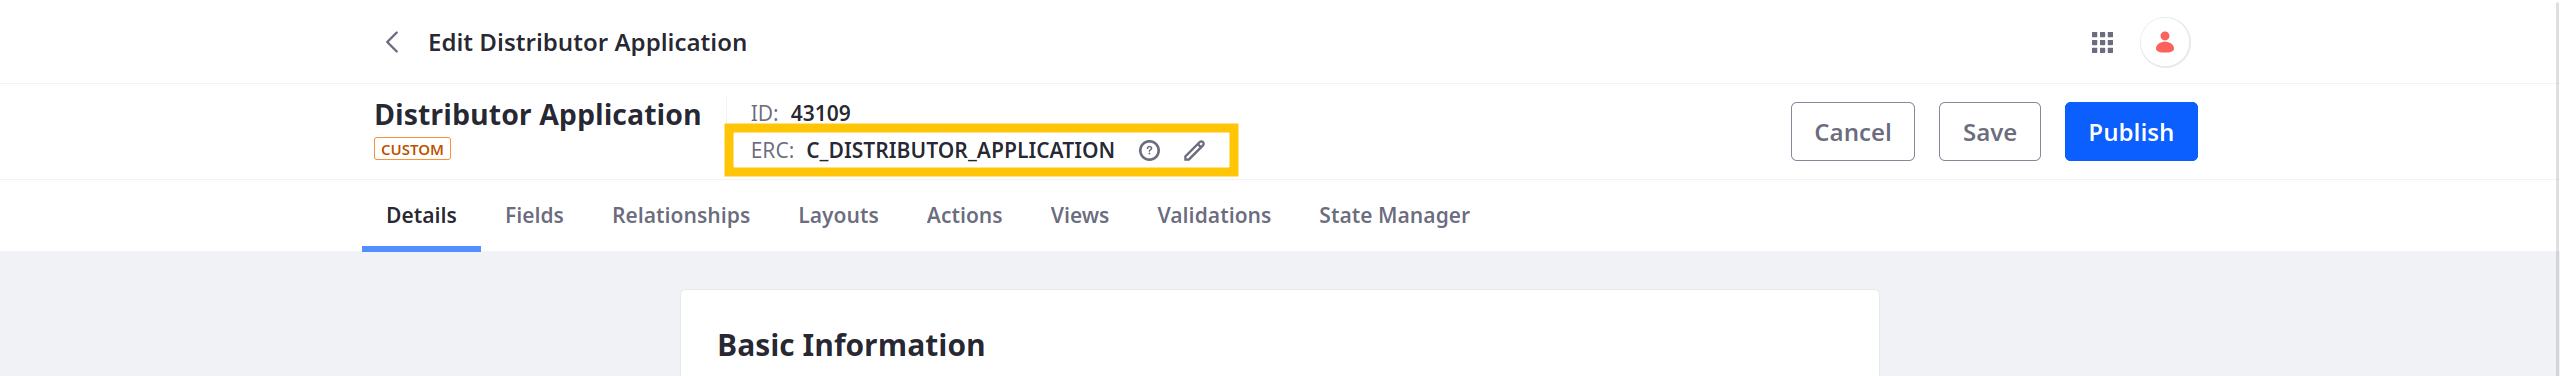 Edit Distributor Application
Distributor Application
CUSTOM
ID: 43109
ERC: C_DISTRIBUTOR_APPLICATION
Cancel
Save
Publish
Details Fields Relationships Layouts Actions Views Validations State Manager
Basic Information